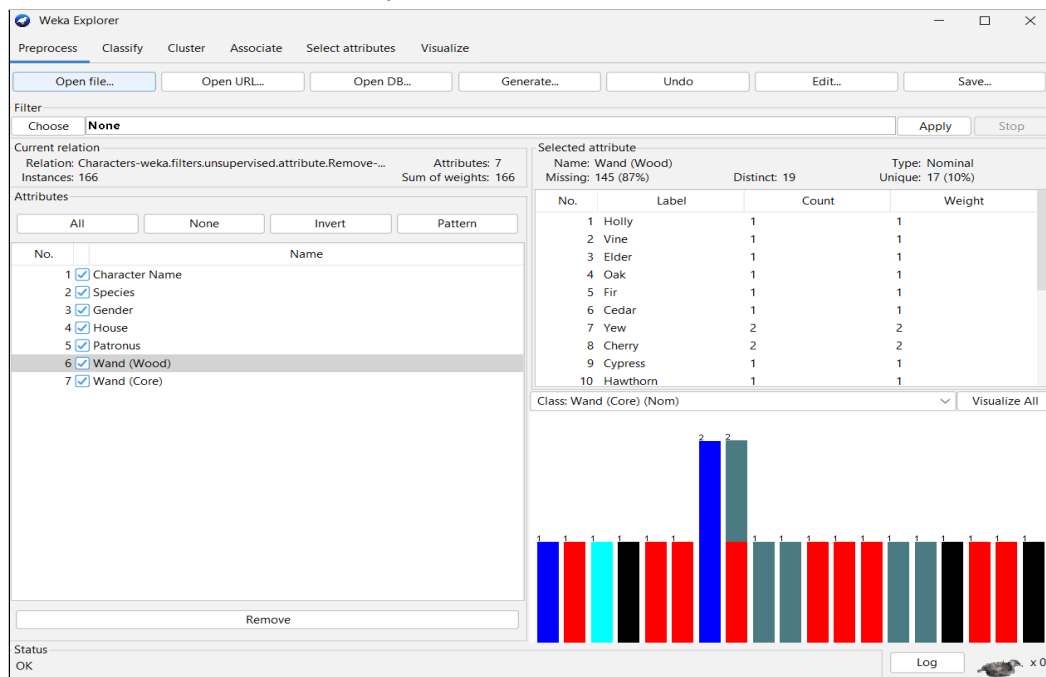 Weka Explorer
Preprocess Classify Cluster Associate Select attributes Visualize
Open file... Open URL... Open DB... Generate... Undo Edit... Save...
Filter
Choose None Apply Stop
Current relation
Relation: Characters-weka.filters.unsupervised.attribute.Remove-... Attributes: 7
Instances: 166 Sum of weights: 166
Attributes
All None Invert Pattern
No. Name
1 Character Name
2 Species
3 Gender
4 House
5 Patronus
6 Wand (Wood)
7 Wand (Core)
Remove
Selected attribute
Name: Wand (Wood) Type: Nominal
Missing: 145 (87%) Distinct: 19 Unique: 17 (10%)
No. Label Count Weight
1 Holly 1 1
2 Vine 1 1
3 Elder 1 1
4 Oak 1 1
5 Fir 1 1
6 Cedar 1 1
7 Yew 2 2
8 Cherry 2 2
9 Cypress 1 1
10 Hawthorn 1 1
Class: Wand (Core) (Nom) Visualize All
2 2
1 1 1 1 1 1 1 1 1 1 1 1 1 1 1 1 1
Status
OK
Log x 0